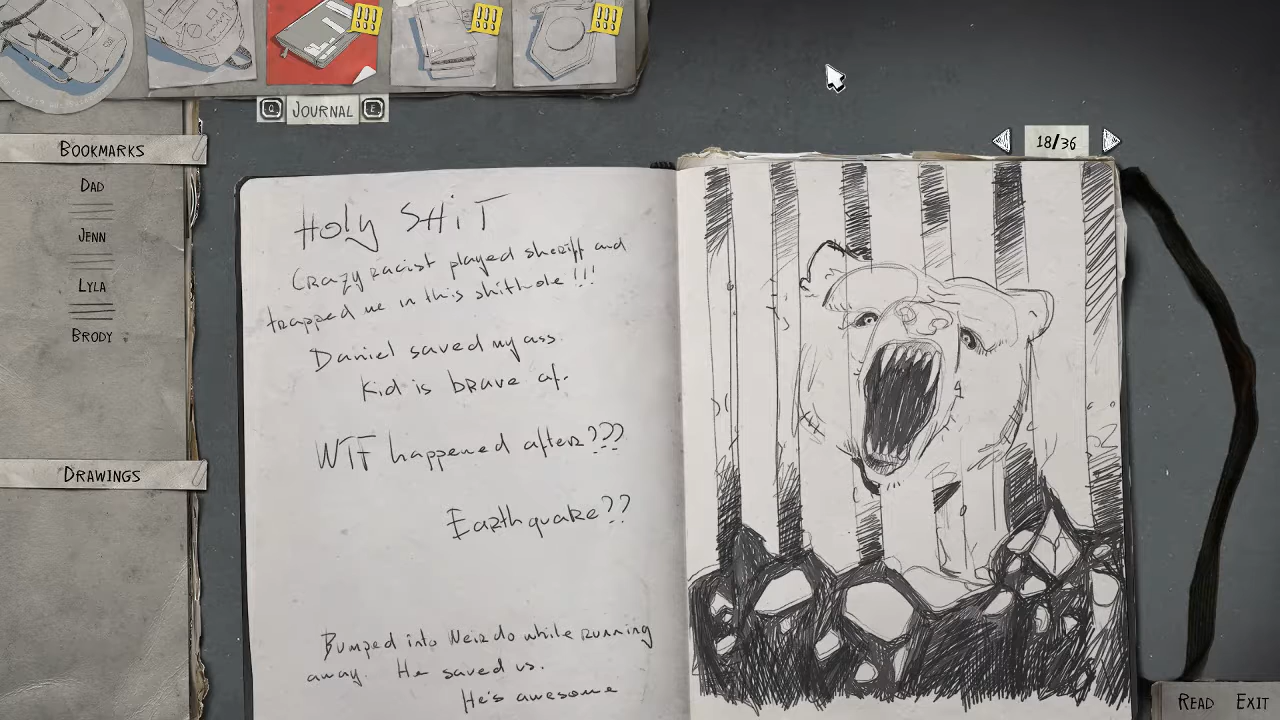 Q JOURNAL E
BOOKMARKS
DAD
JENN
LYLA
BRODY
DRAWINGS
18/36
HOLY SHIT
Crazy racist played sheriff and
trapped me in this shithole!!!
Daniel saved my ass.
Kid is brave af.
WTF happened after???
Earthquake??
Bumped into Weirdo while running
away. He saved us.
He's awesome
READ EXIT